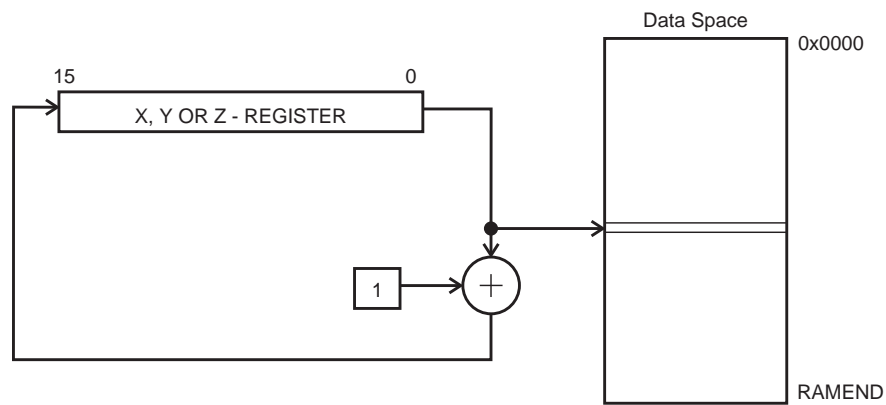 Data Space
0x0000
15
0
X, Y OR Z - REGISTER
1
+
RAMEND